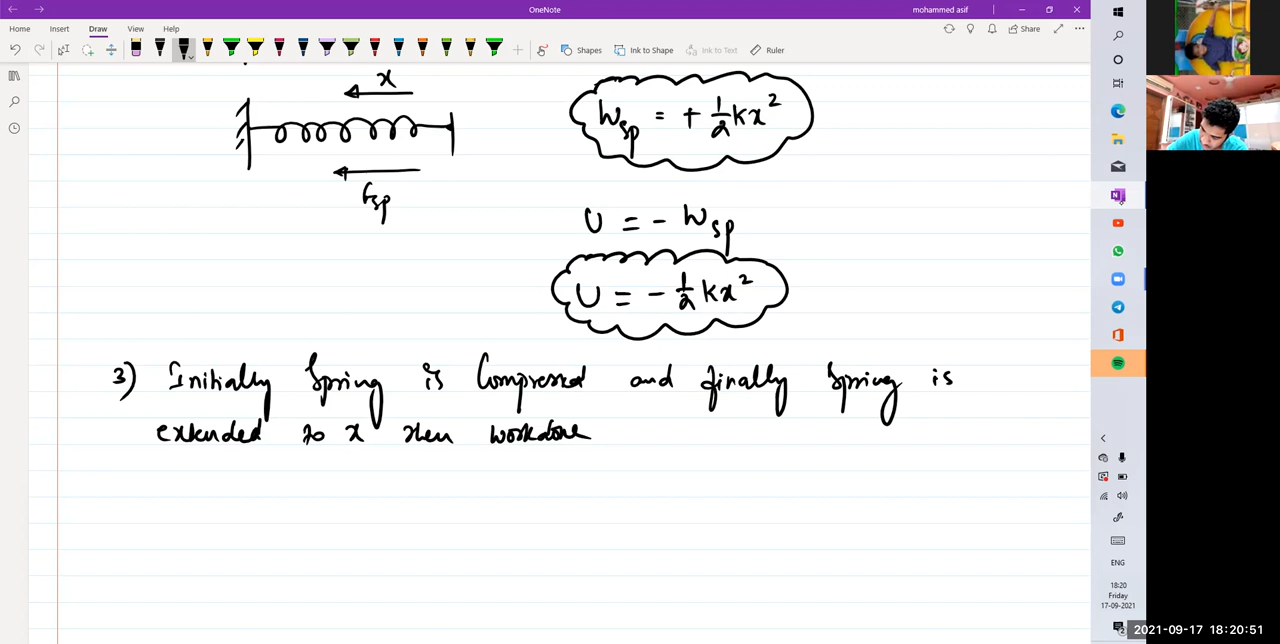 OneNote
mohammed asif
Home Insert Draw View Help
Share
Shapes Ink to Shape Ink to Text Ruler
x
Fsp
Wsp = + 1/2 kx²
U = - Wsp
U = - 1/2 kx²
3) Initially Spring is Compressed and finally Spring is
extended to x then workdone
ENG
18:20
Friday
17-09-2021
2021-09-17 18:20:51